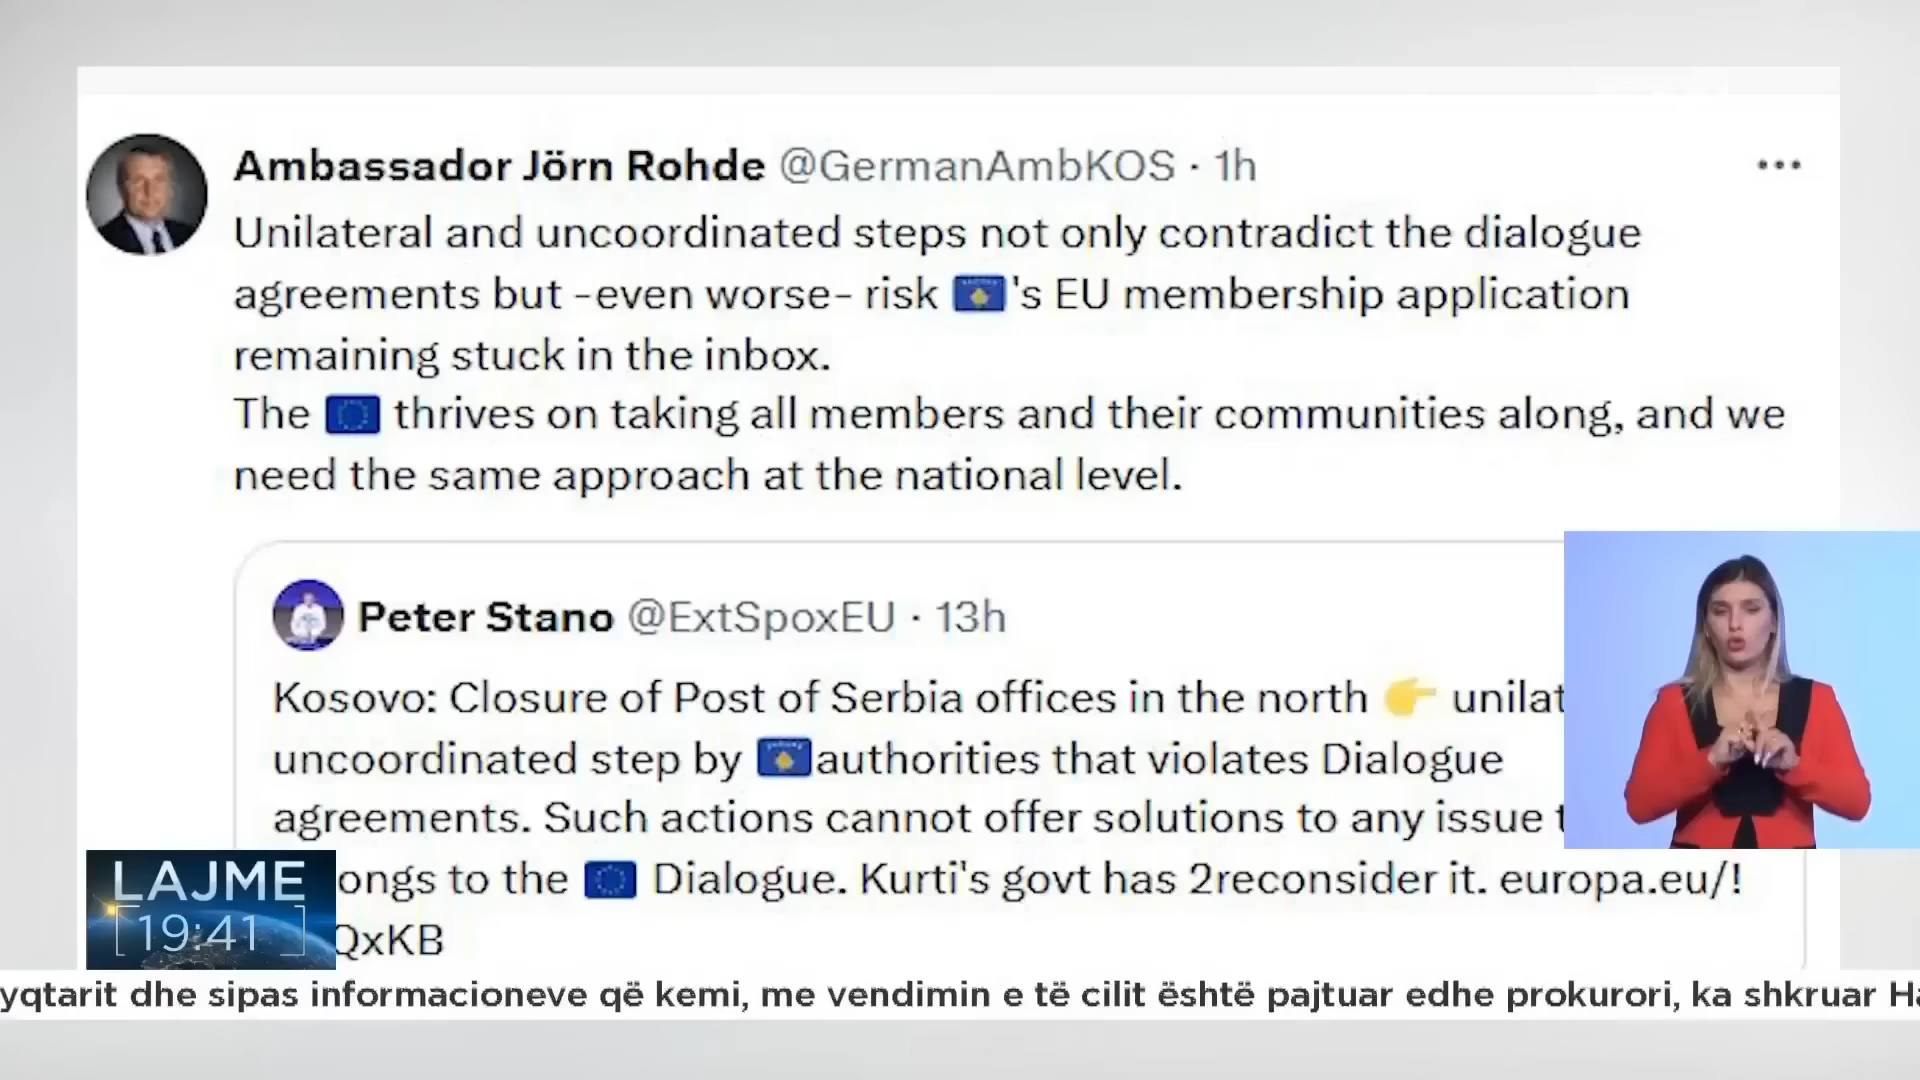 Ambassador Jörn Rohde @GermanAmbKOS · 1h
Unilateral and uncoordinated steps not only contradict the dialogue
agreements but -even worse- risk 🇽🇰's EU membership application
remaining stuck in the inbox.
The 🇪🇺 thrives on taking all members and their communities along, and we
need the same approach at the national level.
Peter Stano @ExtSpoxEU · 13h
Kosovo: Closure of Post of Serbia offices in the north 👉 unilat
uncoordinated step by 🇽🇰authorities that violates Dialogue
agreements. Such actions cannot offer solutions to any issue t
ongs to the 🇪🇺 Dialogue. Kurti's govt has 2reconsider it. europa.eu/!
QxKB
LAJME
19:41
yqtarit dhe sipas informacioneve që kemi, me vendimin e të cilit është pajtuar edhe prokurori, ka shkruar Ha